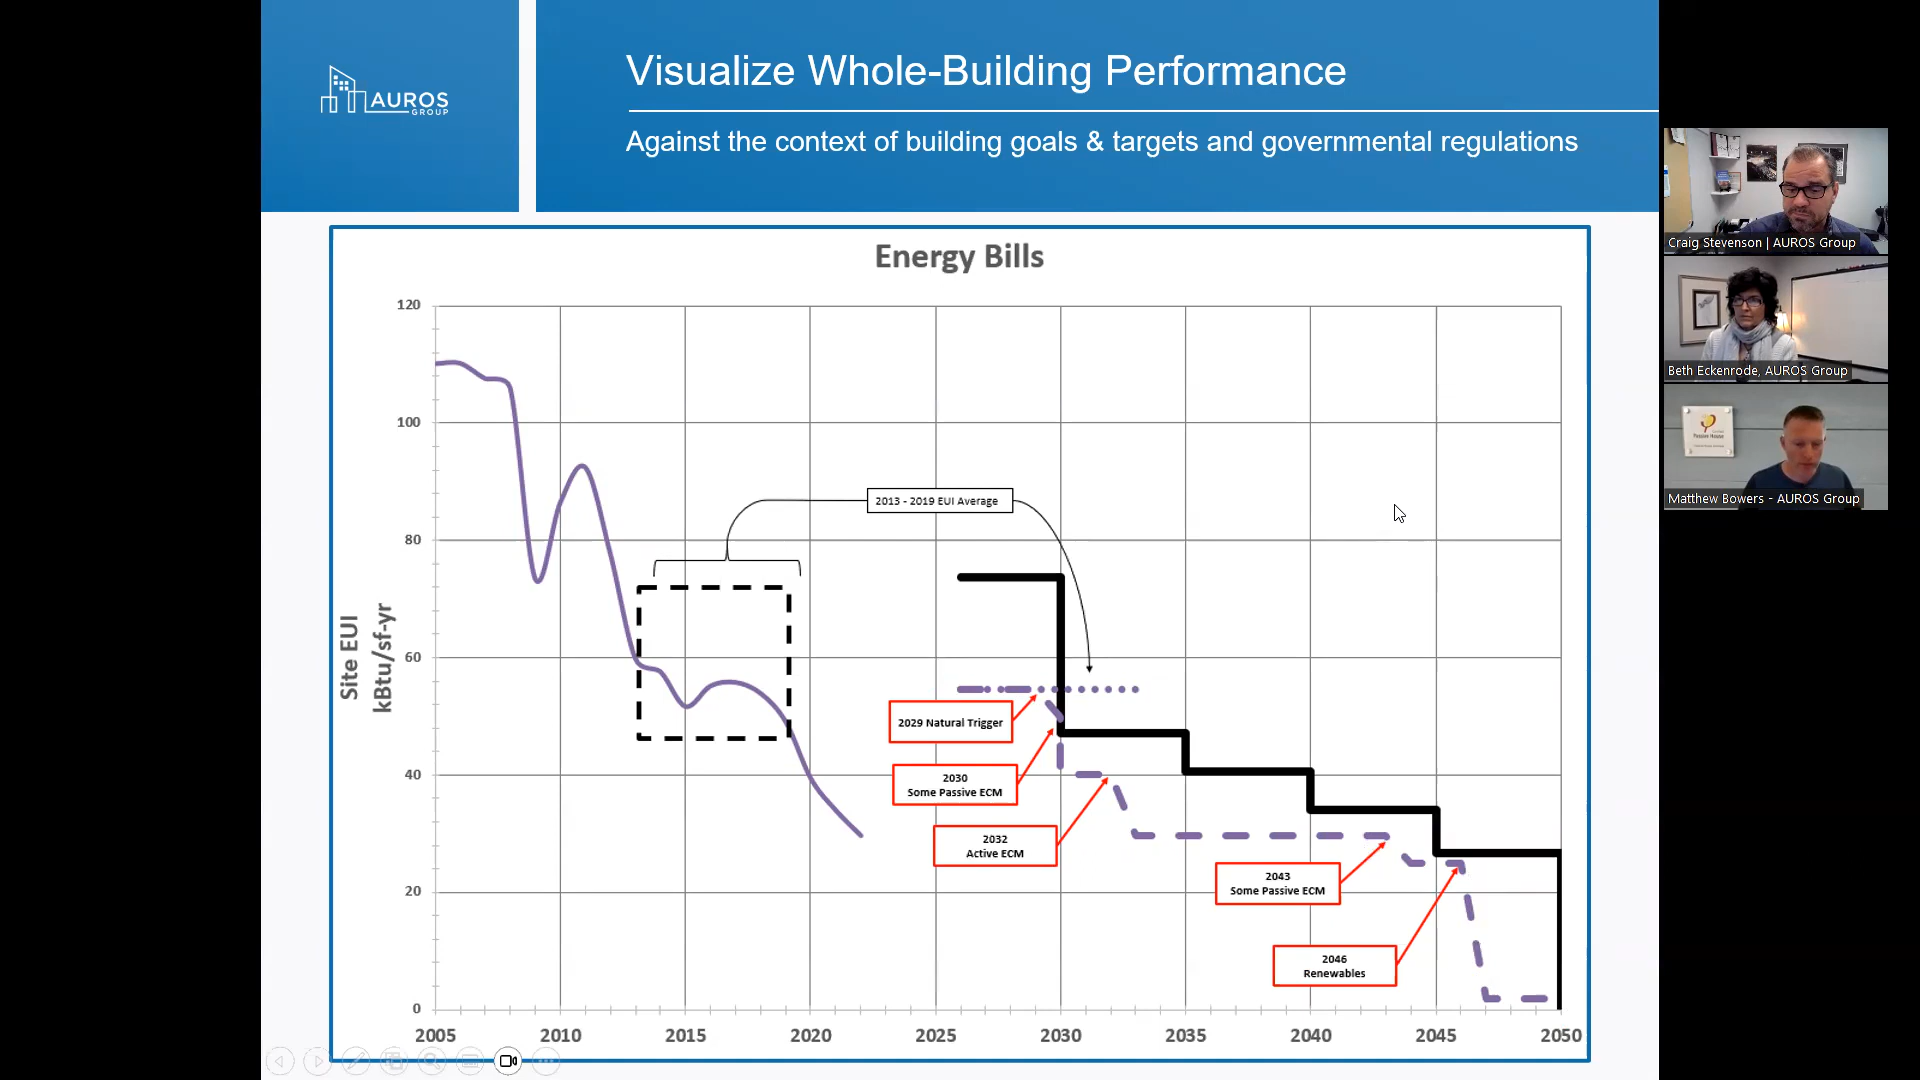 AUROS
GROUP
Visualize Whole-Building Performance
Against the context of building goals & targets and governmental regulations
Energy Bills
Site EUI
kBtu/sf-yr
120
100
80
60
40
20
0
2005
2010
2015
2020
2025
2030
2035
2040
2045
2050
2013 - 2019 EUI Average
2029 Natural Trigger
2030
Some Passive ECM
2032
Active ECM
2043
Some Passive ECM
2046
Renewables
Craig Stevenson | AUROS Group
Beth Eckenrode, AUROS Group
Passive House
Matthew Bowers - AUROS Group